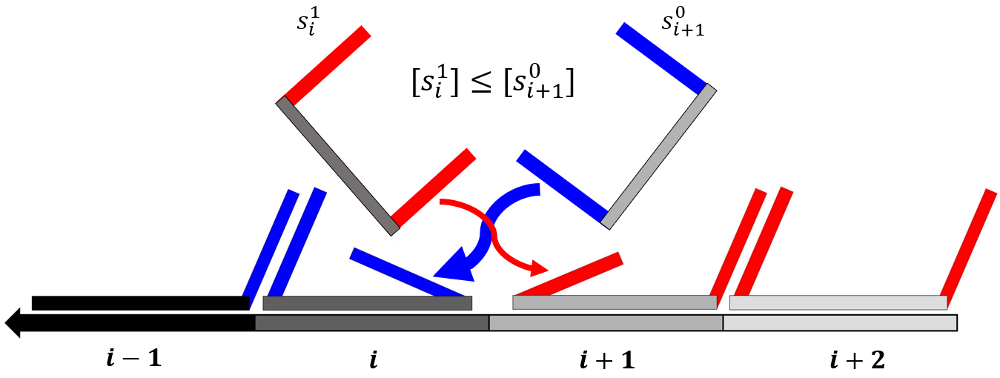 s_i^1
s_{i+1}^0
[s_i^1] ≤ [s_{i+1}^0]
i − 1 i i + 1 i + 2